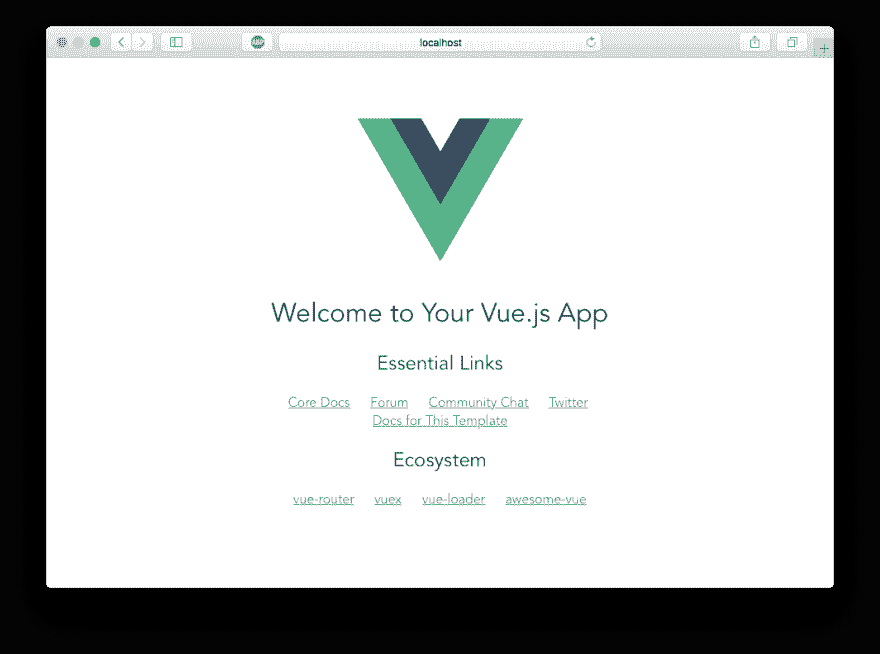 localhost
Welcome to Your Vue.js App
Essential Links
Core Docs Forum Community Chat Twitter
Docs for This Template
Ecosystem
vue-router vuex vue-loader awesome-vue